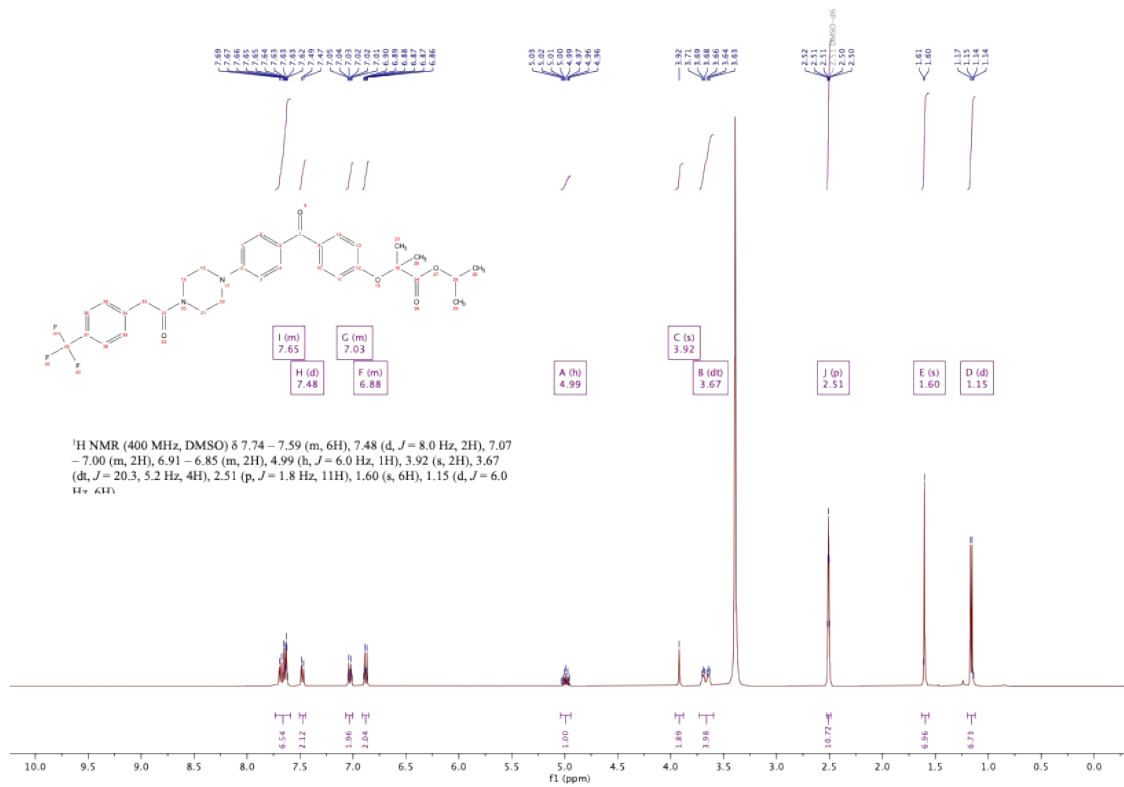 7.69 7.67 7.66 7.65 7.65 7.64 7.63 7.63 7.63 7.62 7.49 7.47 7.05 7.04 7.03 7.02 7.02 7.01 6.90 6.89 6.88 6.87 6.87 6.86
5.03 5.02 5.01 5.00 4.99 4.97 4.96 4.96
3.92 3.71 3.69 3.68 3.66 3.64 3.63
2.52 2.51 2.51 2.51 DMSO-d6 2.50 2.50
1.61 1.60
1.17 1.15 1.14 1.14
O
CH₃
CH₃
CH₃
CH₃
O
O
O
N
N
O
F
F
F
I (m)
7.65
G (m)
7.03
C (s)
3.92
H (d)
7.48
F (m)
6.88
A (h)
4.99
B (dt)
3.67
J (p)
2.51
E (s)
1.60
D (d)
1.15
¹H NMR (400 MHz, DMSO) δ 7.74 – 7.59 (m, 6H), 7.48 (d, J = 8.0 Hz, 2H), 7.07
– 7.00 (m, 2H), 6.91 – 6.85 (m, 2H), 4.99 (h, J = 6.0 Hz, 1H), 3.92 (s, 2H), 3.67
(dt, J = 20.3, 5.2 Hz, 4H), 2.51 (p, J = 1.8 Hz, 11H), 1.60 (s, 6H), 1.15 (d, J = 6.0
Hz, 6H)
6.54 2.12 1.96 2.04 1.00 1.89 3.98 10.72 6.96 6.73
10.0 9.5 9.0 8.5 8.0 7.5 7.0 6.5 6.0 5.5 5.0 4.5 4.0 3.5 3.0 2.5 2.0 1.5 1.0 0.5 0.0
f1 (ppm)